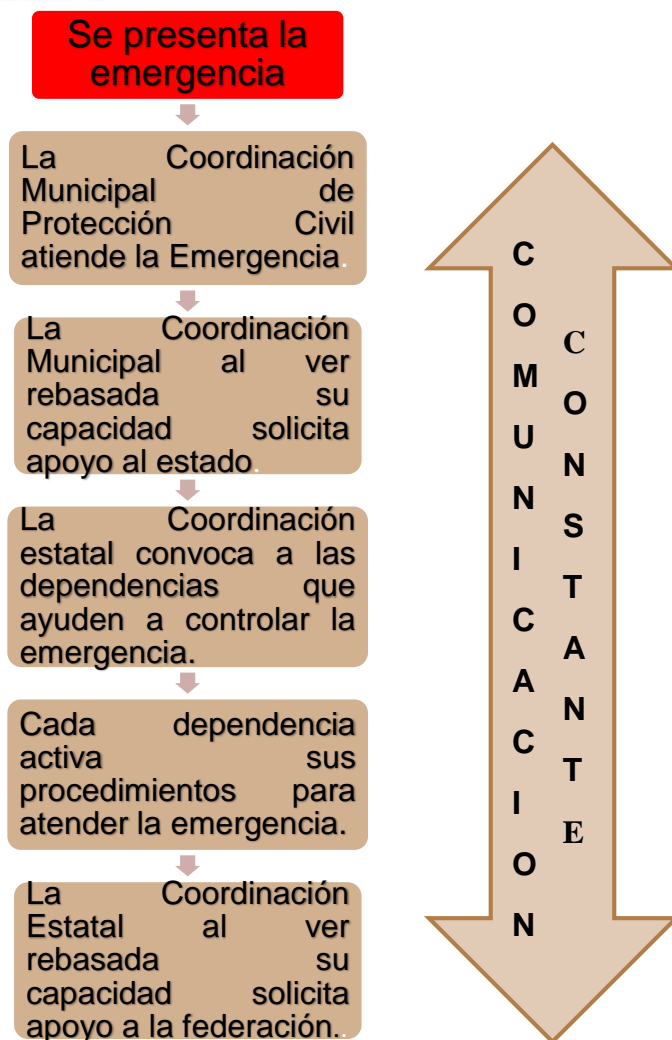 Se presenta la
emergencia
La Coordinación
Municipal de
Protección Civil
atiende la Emergencia.
La Coordinación
Municipal al ver
rebasada su
capacidad solicita
apoyo al estado.
La Coordinación
estatal convoca a las
dependencias que
ayuden a controlar la
emergencia.
Cada dependencia
activa sus
procedimientos para
atender la emergencia.
La Coordinación
Estatal al ver
rebasada su
capacidad solicita
apoyo a la federación..
COMUNICACION
CONSTANTE